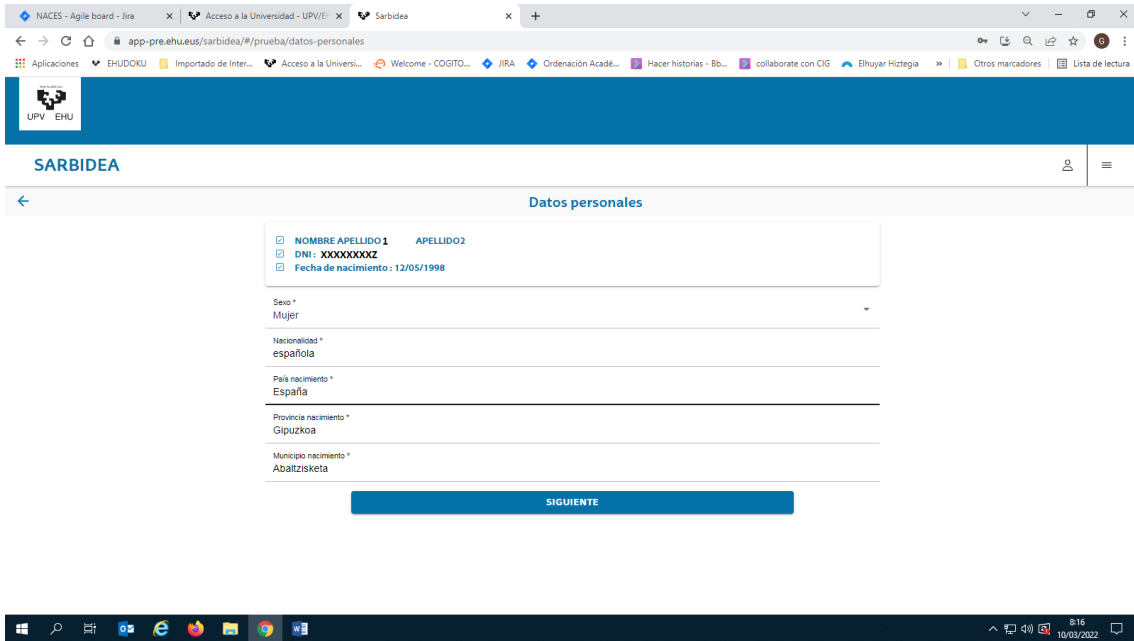 NACES - Agile board - Jira
Acceso a la Universidad - UPV/EH
Sarbidea
app-pre.ehu.eus/sarbidea/#/prueba/datos-personales
G
Aplicaciones
EHUDOKU
Importado de Inter...
Acceso a la Universi...
Welcome - COGITO...
JIRA
Ordenación Acadé...
Hacer historias - Bb...
collaborate con CIG
Elhuyar Hiztegia
»
Otros marcadores
Lista de lectura
UPV EHU
SARBIDEA
Datos personales
NOMBRE APELLIDO 1 APELLIDO2
DNI : XXXXXXXXZ
Fecha de nacimiento : 12/05/1998
Sexo *
Mujer
Nacionalidad *
española
País nacimiento *
España
Provincia nacimiento *
Gipuzkoa
Municipio nacimiento *
Abaltzisketa
SIGUIENTE
8:16
10/03/2022